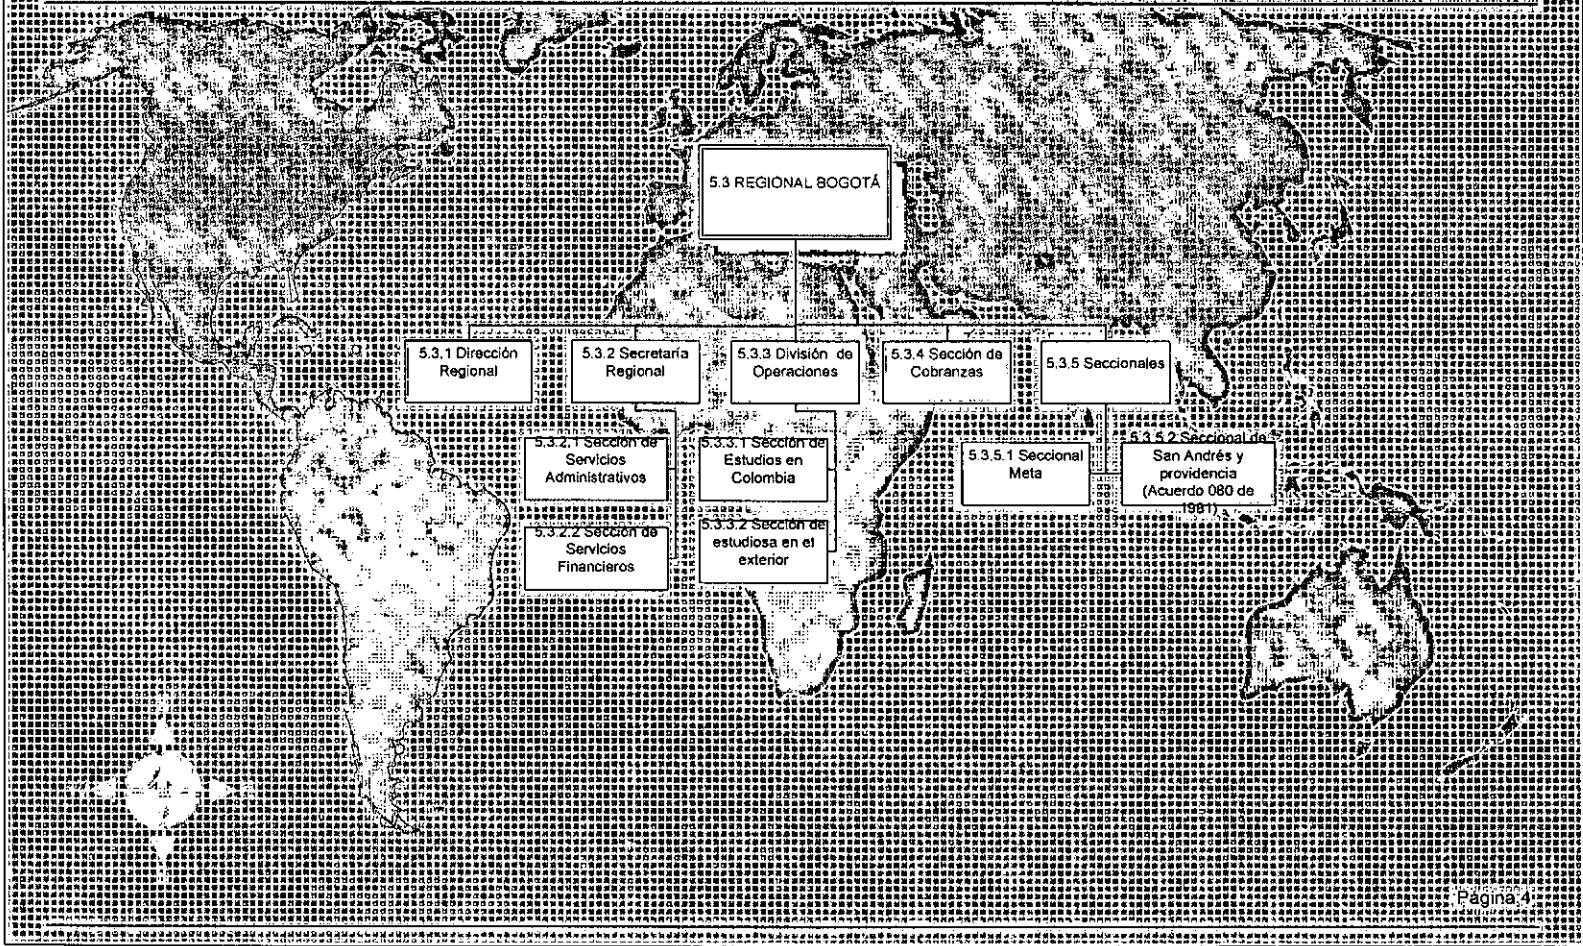 5.3 REGIONAL BOGOTÁ
5.3.1 Dirección
Regional
5.3.2 Secretaría
Regional
5.3.3 División de
Operaciones
5.3.4 Sección de
Cobranzas
5.3.5 Seccionales
5.3.2.1 Sección de
Servicios
Administrativos
5.3.2.2 Sección de
Servicios
Financieros
5.3.3.1 Sección de
Estudios en
Colombia
5.3.3.2 Sección de
estudiosa en el
exterior
5.3.5.1 Seccional
Meta
5.3.5.2 Seccional de
San Andrés y
providencia
(Acuerdo 080 de
1981)
Página 4